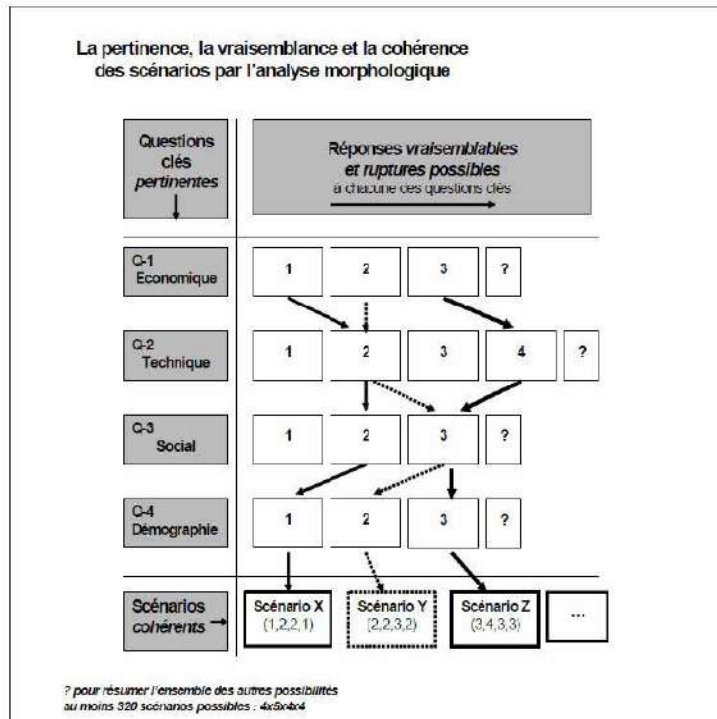 La pertinence, la vraisemblance et la cohérence
des scénarios par l'analyse morphologique
Questions
clés
pertinentes
Réponses vraisemblables
et ruptures possibles
à chacune des questions clés
Q-1
Economique
1 2 3 ?
Q-2
Technique
1 2 3 4 ?
Q-3
Social
1 2 3 ?
Q-4
Démographie
1 2 3 ?
Scénarios
cohérents
Scénario X
(1,2,2,1)
Scénario Y
(2,2,3,2)
Scénario Z
(3,4,3,3)
...
? pour résumer l'ensemble des autres possibilités
au moins 320 scénarios possibles : 4x5x4x4